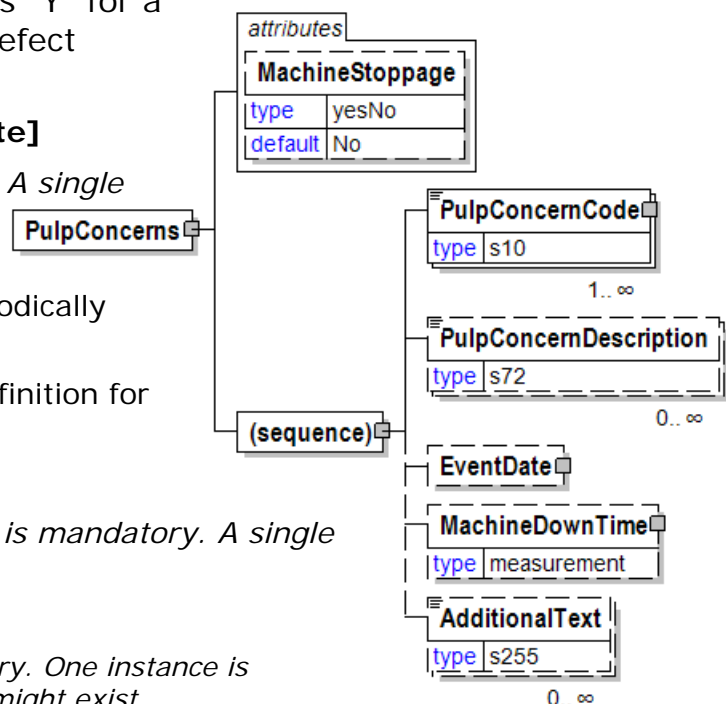 s "Y" for a
efect
te]
A single
odically
finition for
is mandatory. A single
ry. One instance is
might exist
attributes
MachineStoppage
type yesNo
default No
PulpConcerns
PulpConcernCode
type s10
1.. ∞
PulpConcernDescription
type s72
0.. ∞
(sequence)
EventDate
MachineDownTime
type measurement
AdditionalText
type s255
0.. ∞